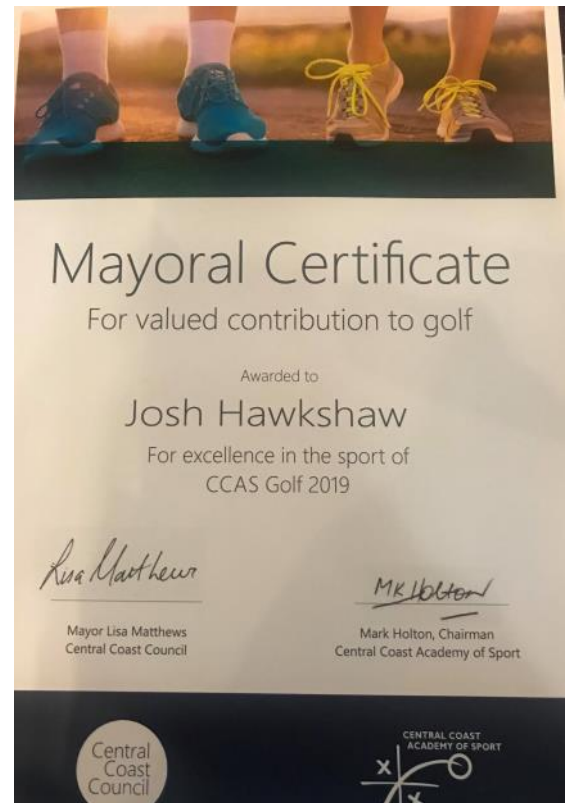 Mayoral Certificate
For valued contribution to golf
Awarded to
Josh Hawkshaw
For excellence in the sport of
CCAS Golf 2019
Lisa Matthews
MK Holton
Mayor Lisa Matthews
Central Coast Council
Mark Holton, Chairman
Central Coast Academy of Sport
Central
Coast
Council
CENTRAL COAST
ACADEMY OF SPORT
X
X